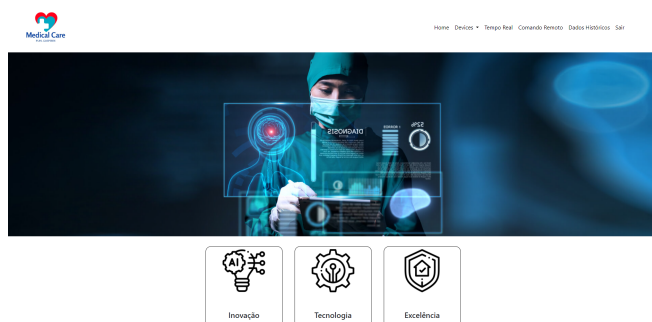 Medical Care
Home Devices Tempo Real Comando Remoto Dados Históricos Sair
DIAGNOSIS
52%
AI
Inovação
Tecnologia
Excelência